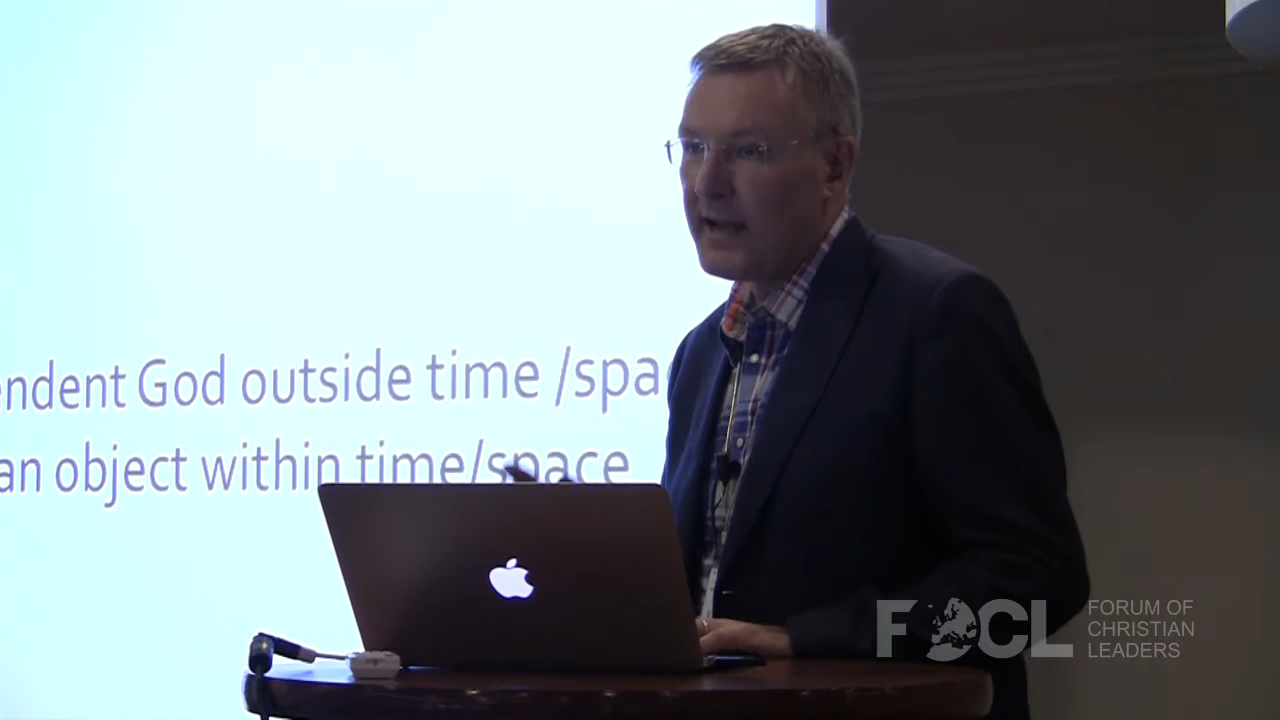 endent God outside time /spa
an object within time/space
FOCL
FORUM OF
CHRISTIAN
LEADERS